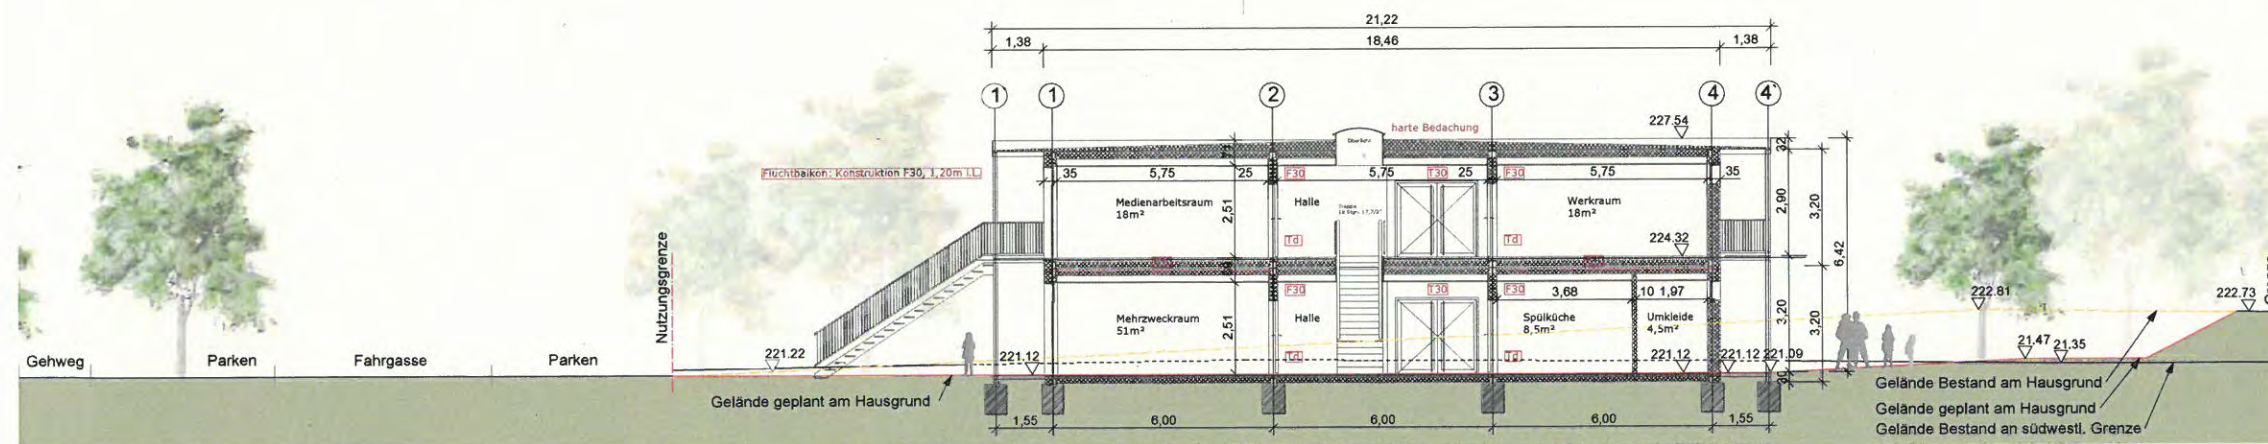 21,22
1,38 18,46 1,38
1 1 2 3 4 4'
harte Bedachung
227.54
Fluchtbalkon: Konstruktion F30, 1,20m i.L.
35 5,75 25 F30 5,75 T30 25 F30 5,75 35
32
2,90
3,20
6,42
Medienarbeitsraum
18m²
2,51
Halle
Werkraum
18m²
Td
Td
224.32
Nutzungsgrenze
F30 T30 F30 3,68 10 1,97
222.81
222.73
Mehrzweckraum
51m²
2,51
Halle
Spülküche
8,5m²
Umkleide
4,5m²
3,20
3,20
Td
Td
21.47 21.35
Gehweg Parken Fahrgasse Parken
221.22
221.12
221.12
221.12
221.09
30
Gelände geplant am Hausgrund
Gelände Bestand am Hausgrund
Gelände geplant am Hausgrund
Gelände Bestand an südwestl. Grenze
1,55 6,00 6,00 6,00 1,55